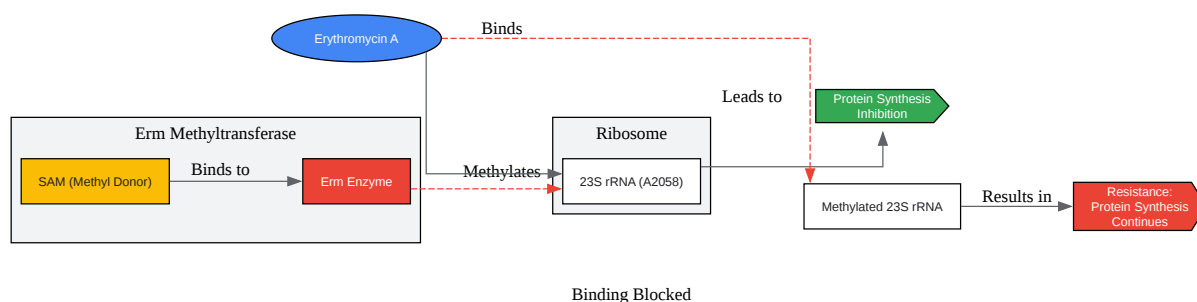 Erythromycin A
Binds
Leads to
Protein Synthesis
Inhibition
Erm Methyltransferase
Ribosome
SAM (Methyl Donor)
Binds to
Erm Enzyme
Methylates
23S rRNA (A2058)
Methylated 23S rRNA
Results in
Resistance:
Protein Synthesis
Continues
Binding Blocked